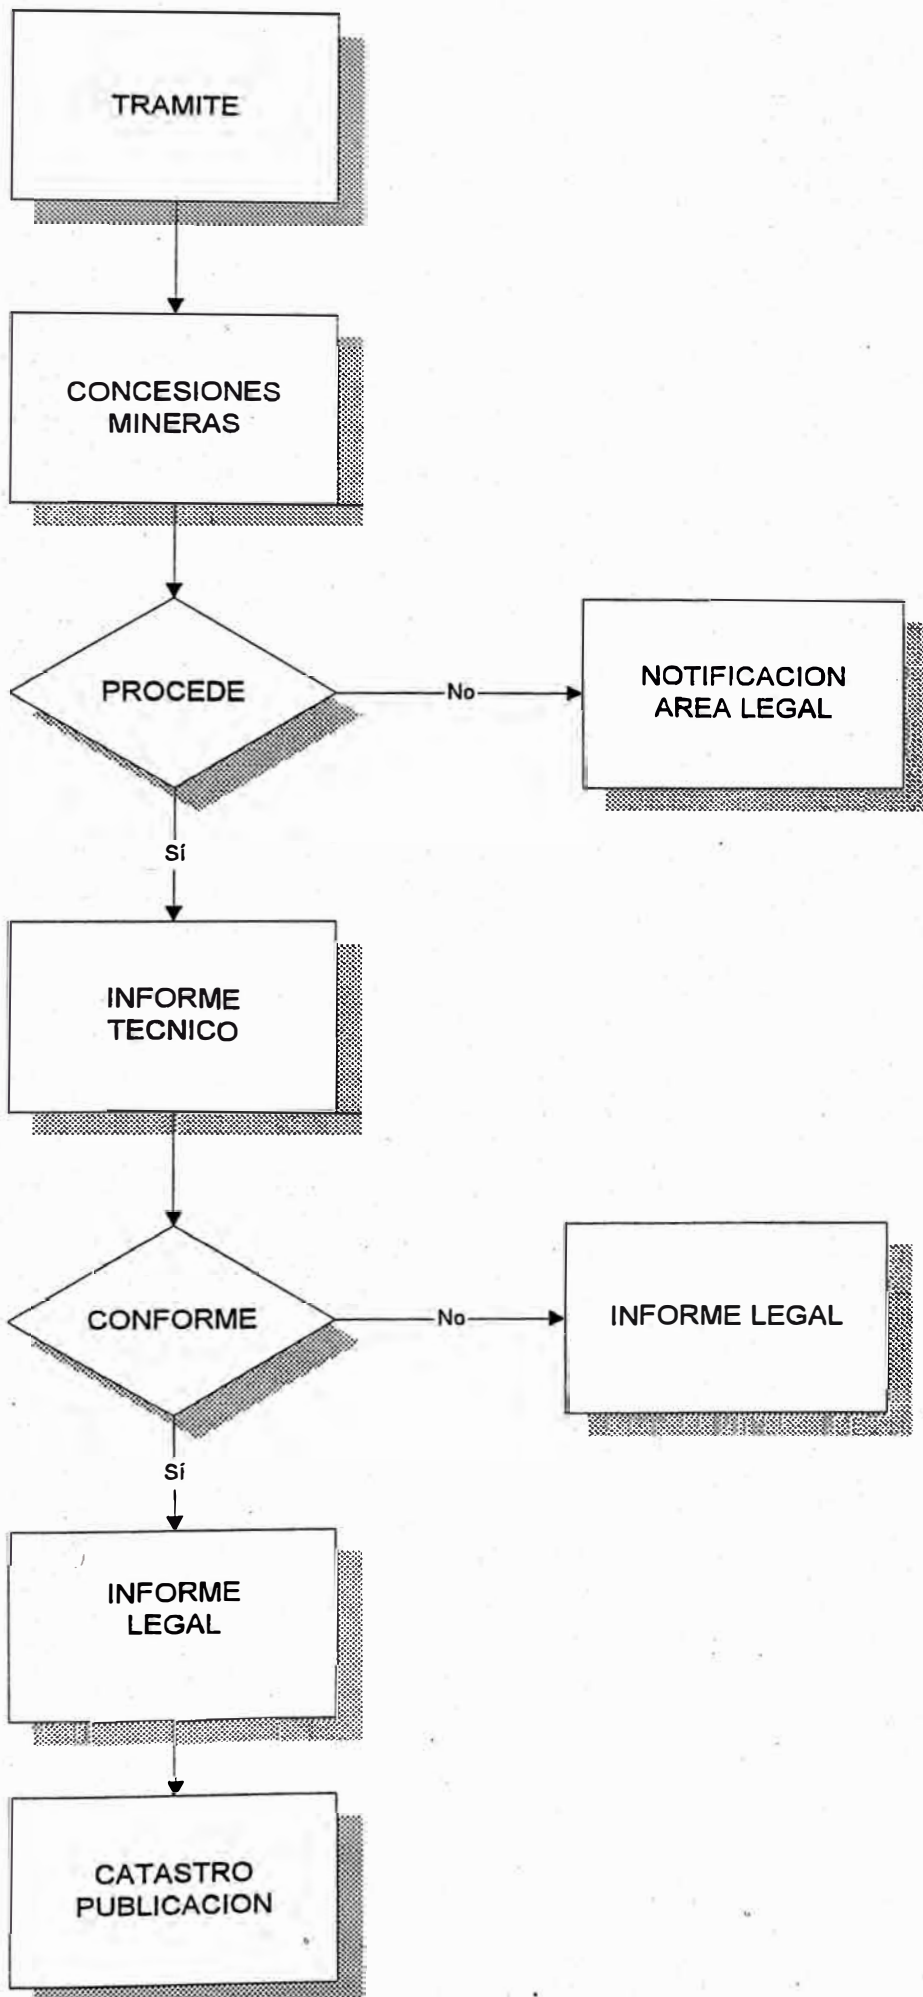 TRAMITE
CONCESIONES
MINERAS
PROCEDE
No
NOTIFICACION
AREA LEGAL
Sí
INFORME
TECNICO
CONFORME
No
INFORME LEGAL
Sí
INFORME
LEGAL
CATASTRO
PUBLICACION